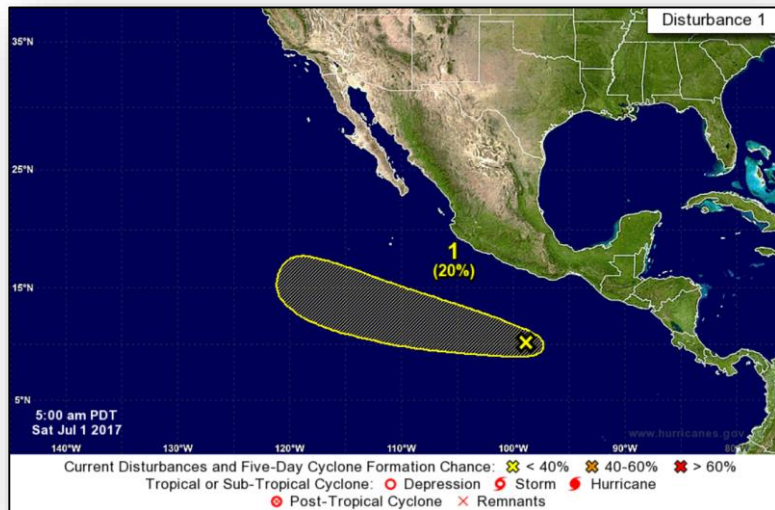 Disturbance 1
35°N
25°N
1
(20%)
15°N
5°N
5:00 am PDT
Sat Jul 1 2017
www.hurricanes.gov
140°W 130°W 120°W 110°W 100°W 90°W 80°W
Current Disturbances and Five-Day Cyclone Formation Chance: < 40% 40-60% > 60%
Tropical or Sub-Tropical Cyclone: Depression Storm Hurricane
Post-Tropical Cyclone Remnants